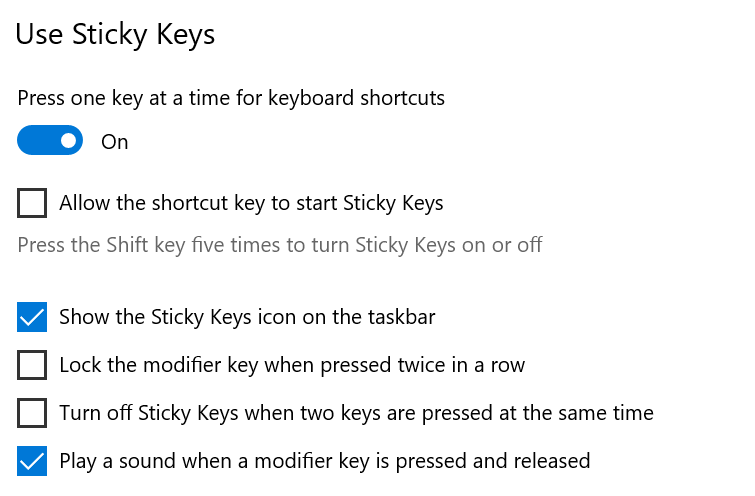 Use Sticky Keys
Press one key at a time for keyboard shortcuts
On
Allow the shortcut key to start Sticky Keys
Press the Shift key five times to turn Sticky Keys on or off
Show the Sticky Keys icon on the taskbar
Lock the modifier key when pressed twice in a row
Turn off Sticky Keys when two keys are pressed at the same time
Play a sound when a modifier key is pressed and released